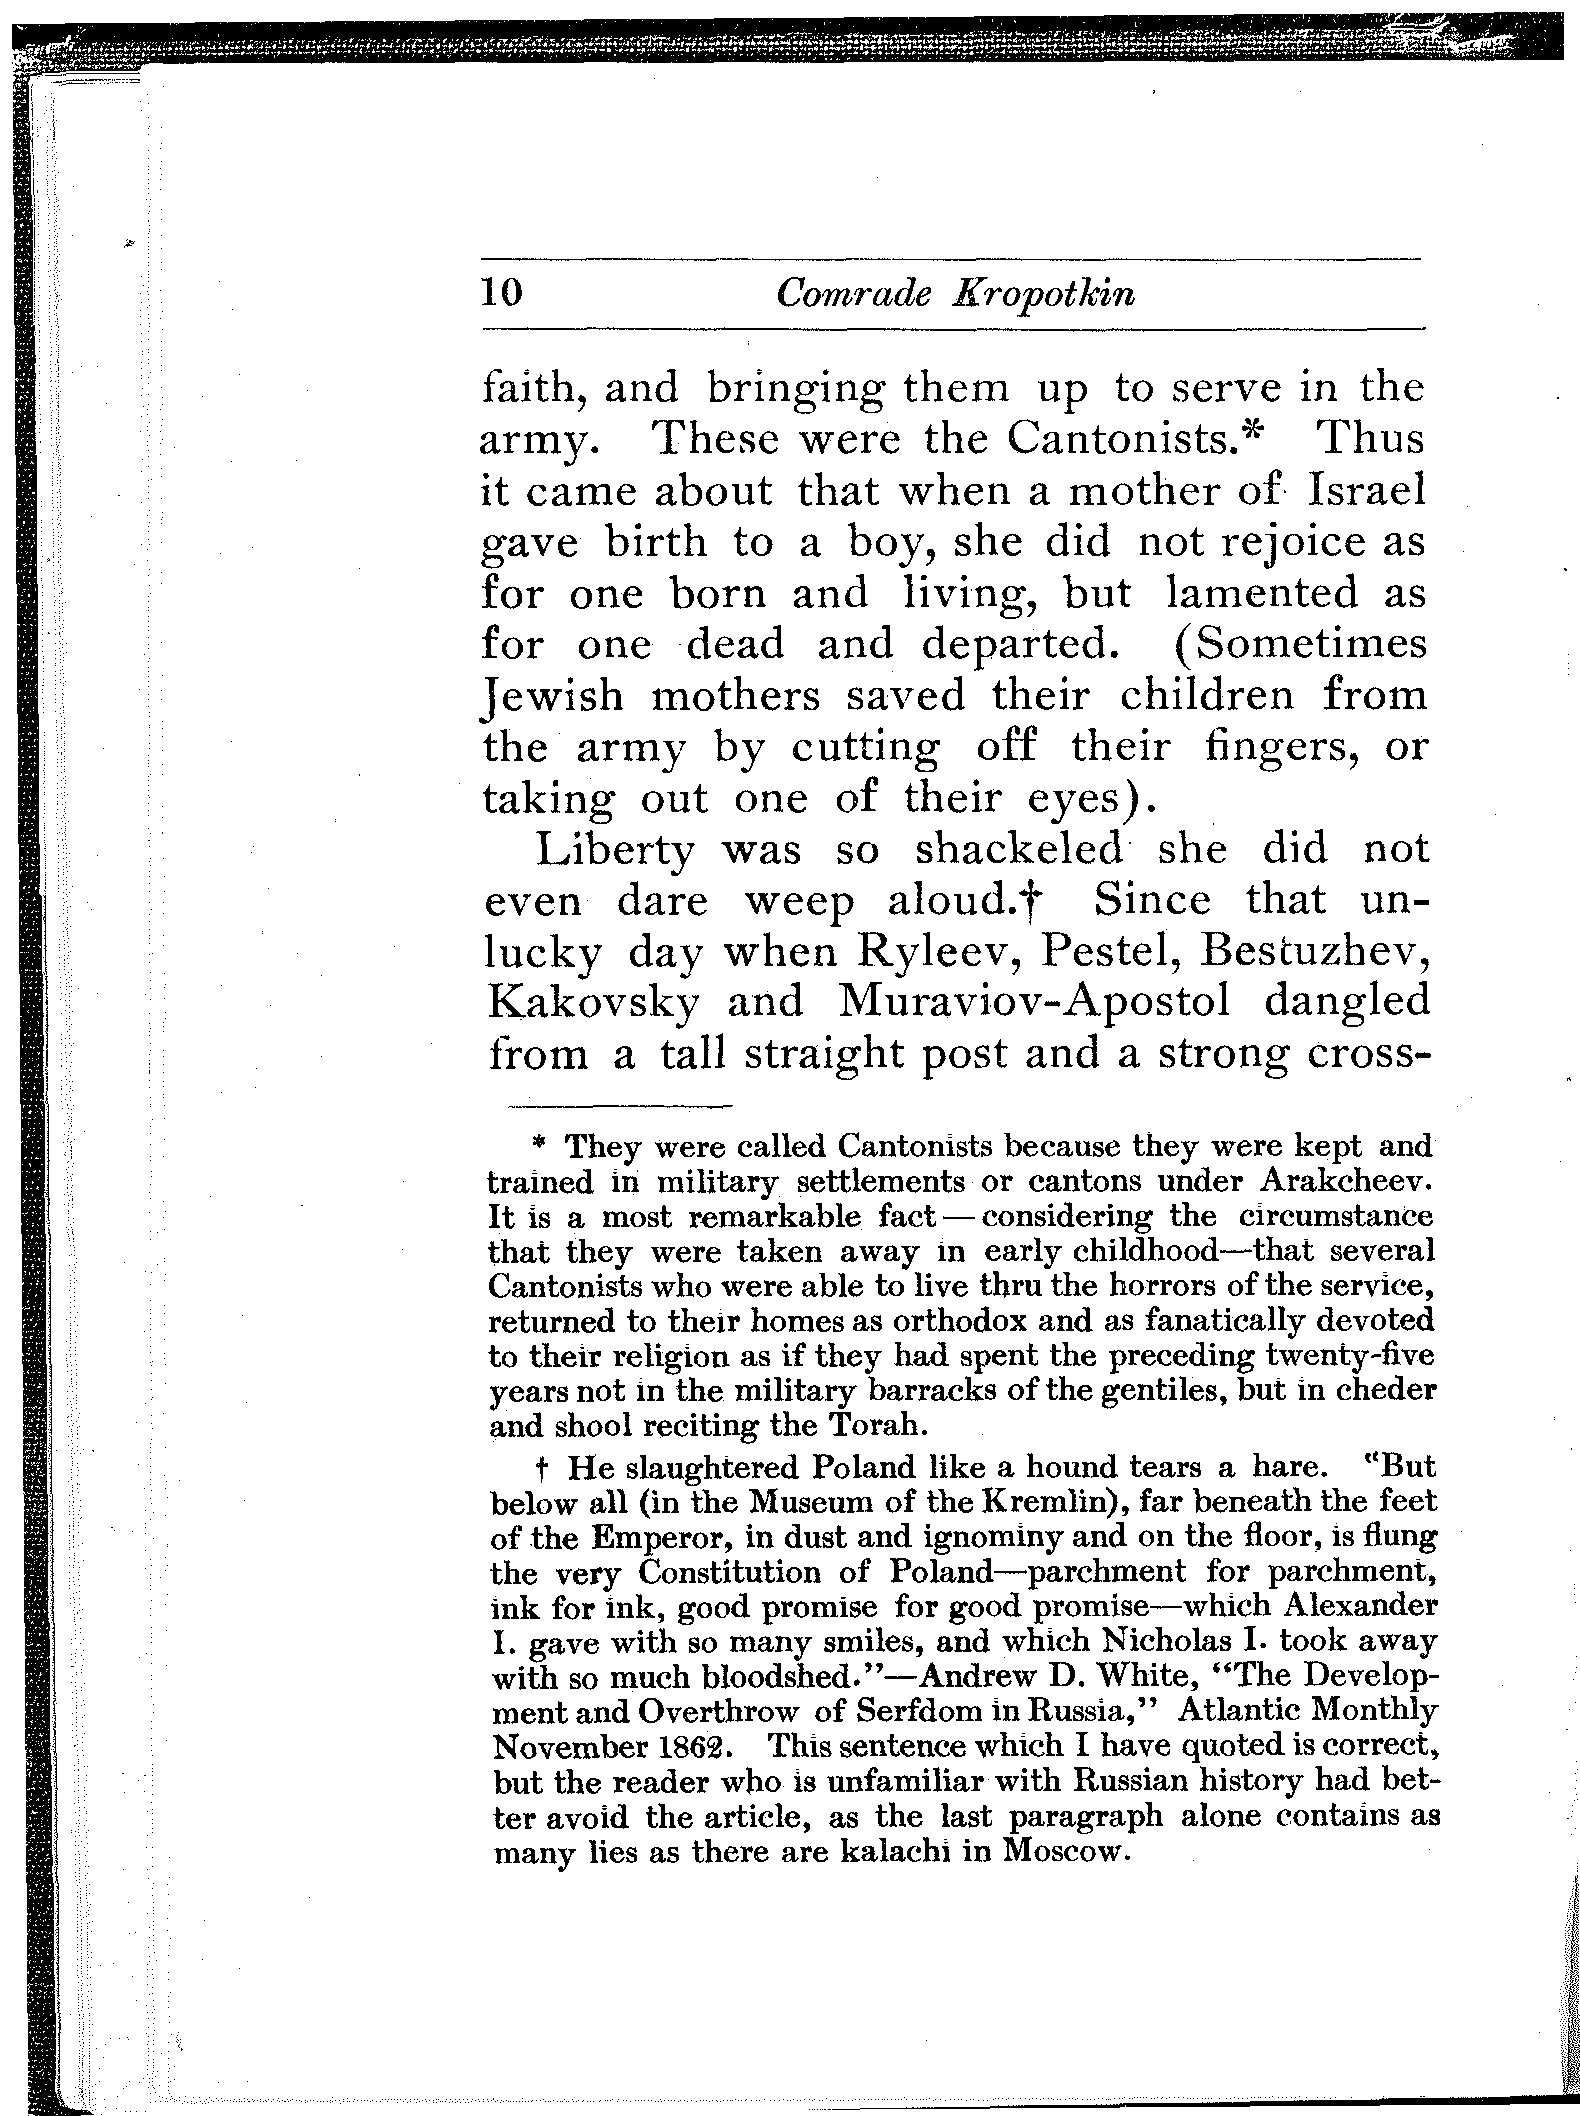 10 Comrade Kropotkin
faith, and bringing them up to serve in the
army. These were the Cantonists.* Thus
it came about that when a mother of Israel
gave birth to a boy, she did not rejoice as
for one born and living, but lamented as
for one dead and departed. (Sometimes
Jewish mothers saved their children from
the army by cutting off their fingers, or
taking out one of their eyes).
Liberty was so shackeled she did not
even dare weep aloud.† Since that un-
lucky day when Ryleev, Pestel, Bestuzhev,
Kakovsky and Muraviov-Apostol dangled
from a tall straight post and a strong cross-
* They were called Cantonists because they were kept and
trained in military settlements or cantons under Arakcheev.
It is a most remarkable fact—considering the circumstance
that they were taken away in early childhood—that several
Cantonists who were able to live thru the horrors of the service,
returned to their homes as orthodox and as fanatically devoted
to their religion as if they had spent the preceding twenty-five
years not in the military barracks of the gentiles, but in cheder
and shool reciting the Torah.
† He slaughtered Poland like a hound tears a hare. "But
below all (in the Museum of the Kremlin), far beneath the feet
of the Emperor, in dust and ignominy and on the floor, is flung
the very Constitution of Poland—parchment for parchment,
ink for ink, good promise for good promise—which Alexander
I. gave with so many smiles, and which Nicholas I. took away
with so much bloodshed."—Andrew D. White, "The Develop-
ment and Overthrow of Serfdom in Russia," Atlantic Monthly
November 1862. This sentence which I have quoted is correct,
but the reader who is unfamiliar with Russian history had bet-
ter avoid the article, as the last paragraph alone contains as
many lies as there are kalachi in Moscow.